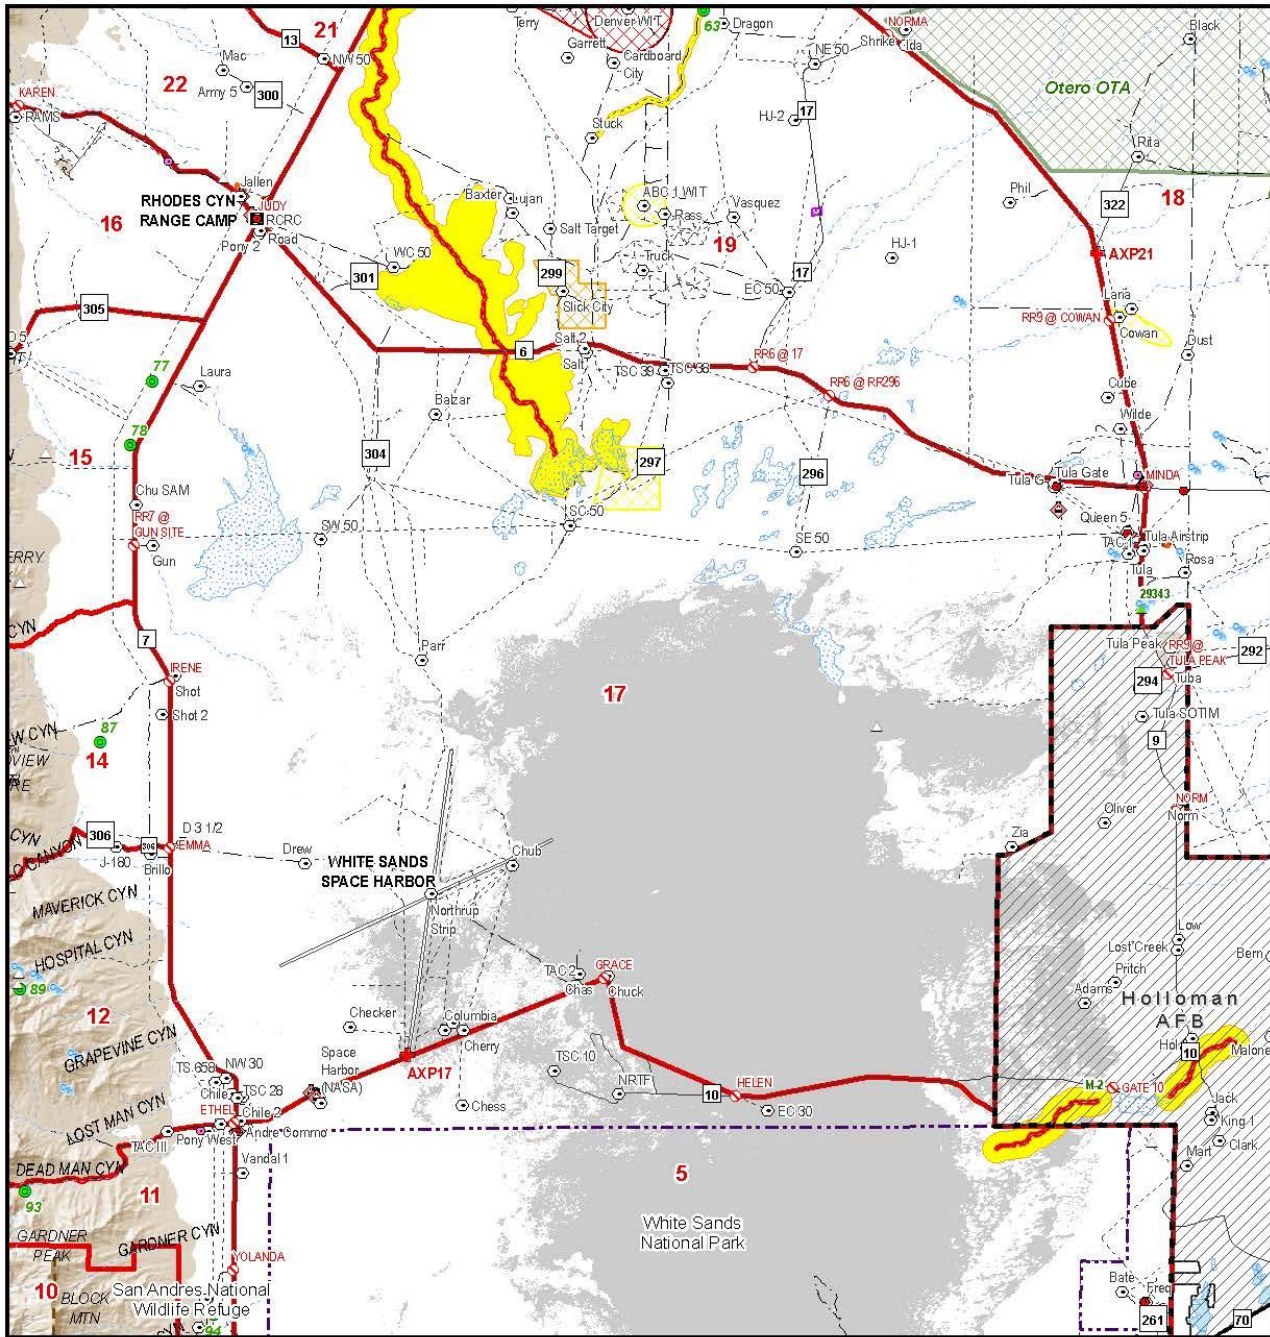 Terry
Denver WIT
63
Dragon
NORMA
Shrike
Ida
Black
21
13
NW 50
Garrett
Cardboard
City
NE 50
Mac
22
Army 5
300
KAREN
RAMS
Otero OTA
17
HJ-2
Stuck
Rita
Jallen
RHODES CYN
RANGE CAMP
JUDY
RCRC
Road
Pony 2
16
Baxter
Lujan
ABC 1 WIT
Rass
Vasquez
Phil
322
18
Salt Target
19
WC 50
301
299
Truck
HJ-1
17
EC 50
AXP21
Slick City
305
Lana
RR9 @ COWAN
Cowan
Dust
6
Salt 2
Salt
TSC 39
TSC 38
RR6 @ 17
RR6 @ RR296
77
Laura
Cube
Balzar
Wilde
78
15
304
297
296
Tula G
Tula Gate
MINDA
Chu SAM
RR7 @
GUN SITE
Gun
SW 50
SC 50
SE 50
Queen 5
TAC 1
Tula Airstrip
Tula
Rosa
ERRY
CYN
29343
7
Parr
IRENE
Shot
Shot 2
17
Tula Peak
RR9 @
TULA PEAK
292
294
Tuba
Tula SOTIM
9
W CYN
VIEW
RE
87
14
NORM
Norm
Oliver
CYN
306
306
D 3 1/2
EMMA
O CANYON
J-180
Brillo
Drew
WHITE SANDS
SPACE HARBOR
Chub
Zia
MAVERICK CYN
Northrup
Strip
HOSPITAL CYN
Low
Lost Creek
Bern
89
TAC 2
Chas
GRACE
Chuck
Pritch
Adams
Holloman
AFB
12
Checker
Columbia
Cherry
GRAPEVINE CYN
Space
Harbor
(NASA)
AXP17
10
Malone
TS 658
NW 30
TSC 28
Chile
TSC 10
NRTF
10
HELEN
EC 30
M-2
GATE 10
Chess
LOST MAN CYN
ETHEL
Chile 2
Andre Commo
TAC III
Pony West
Jack
King 1
Clark
Mart
DEAD MAN CYN
Vandal 1
93
11
5
White Sands
National Park
GARDNER
PEAK
GARDNER CYN
YOLANDA
10
BLOCK
MTN
San Andres National
Wildlife Refuge
94
CYN
Bate
Freq
261
70